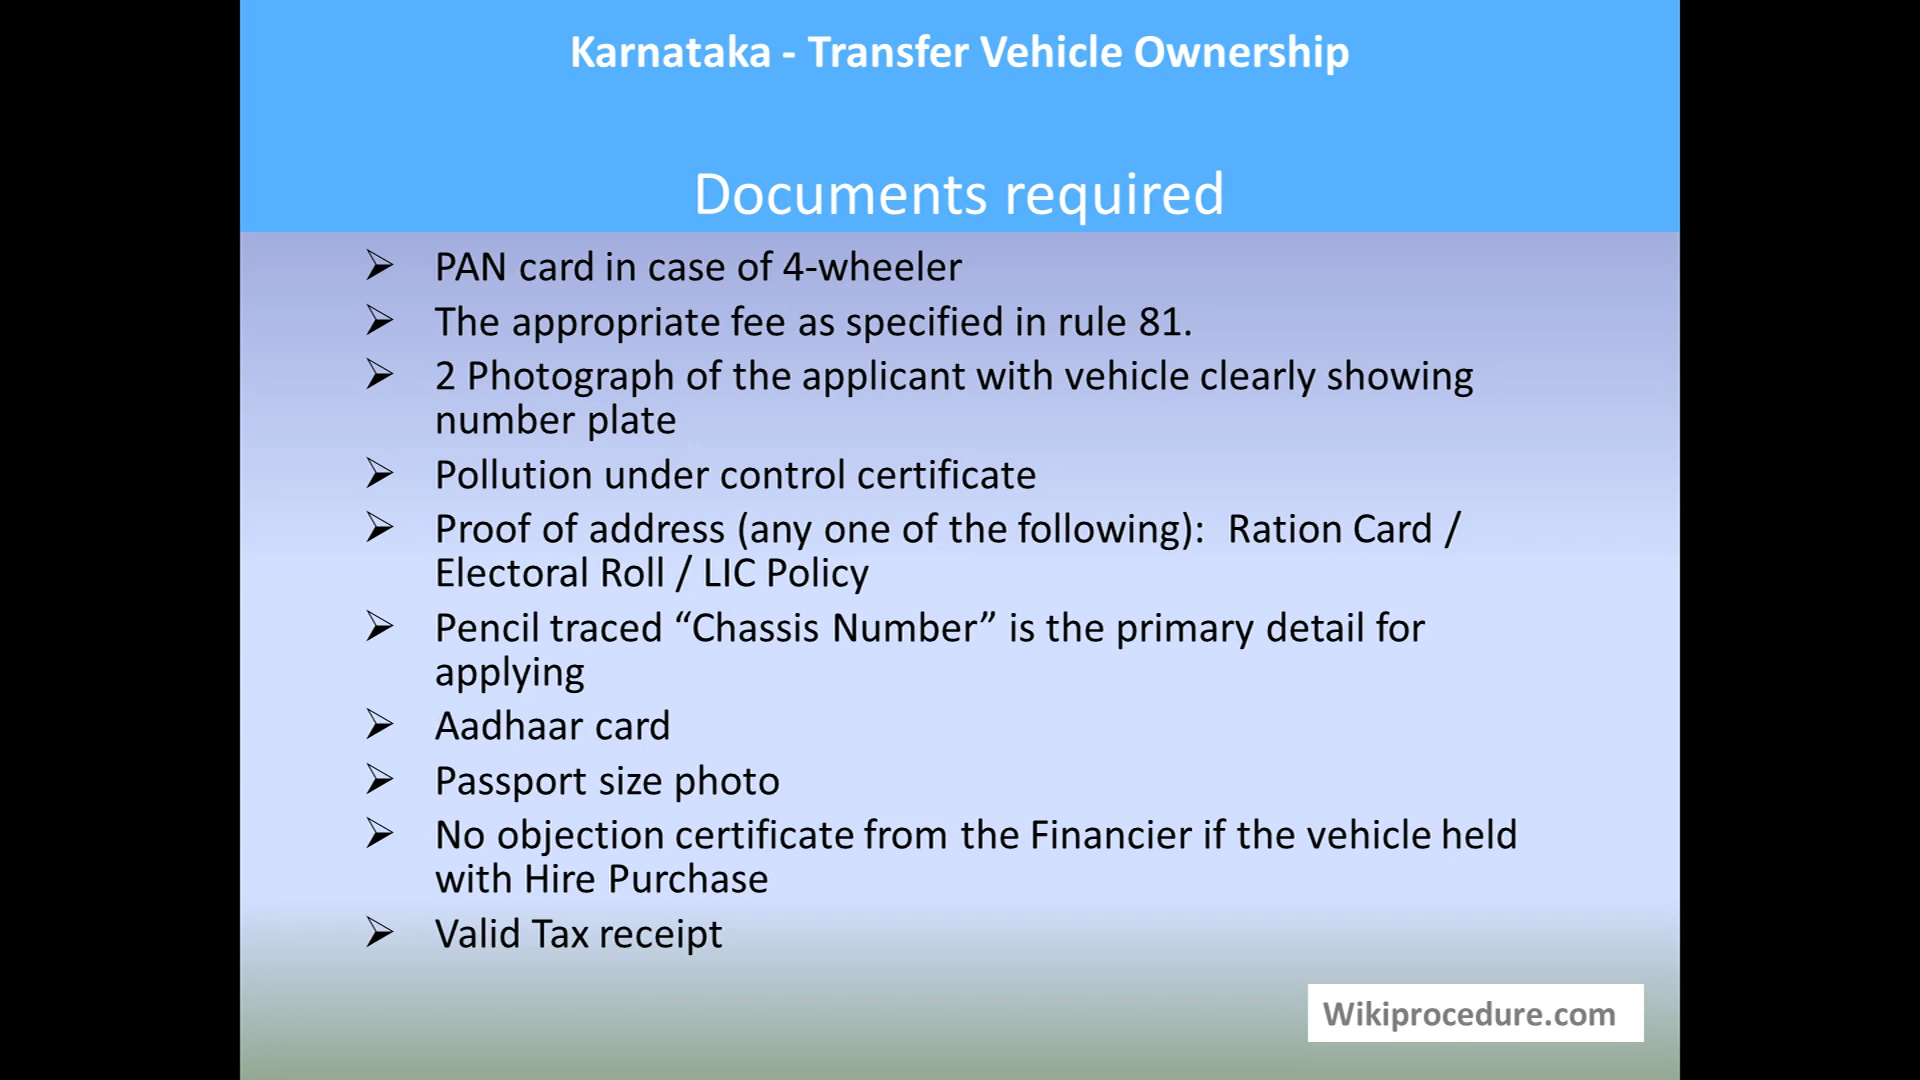 Karnataka - Transfer Vehicle Ownership
Documents required
➢ PAN card in case of 4-wheeler
➢ The appropriate fee as specified in rule 81.
➢ 2 Photograph of the applicant with vehicle clearly showing
number plate
➢ Pollution under control certificate
➢ Proof of address (any one of the following):  Ration Card /
Electoral Roll / LIC Policy
➢ Pencil traced “Chassis Number” is the primary detail for
applying
➢ Aadhaar card
➢ Passport size photo
➢ No objection certificate from the Financier if the vehicle held
with Hire Purchase
➢ Valid Tax receipt
Wikiprocedure.com